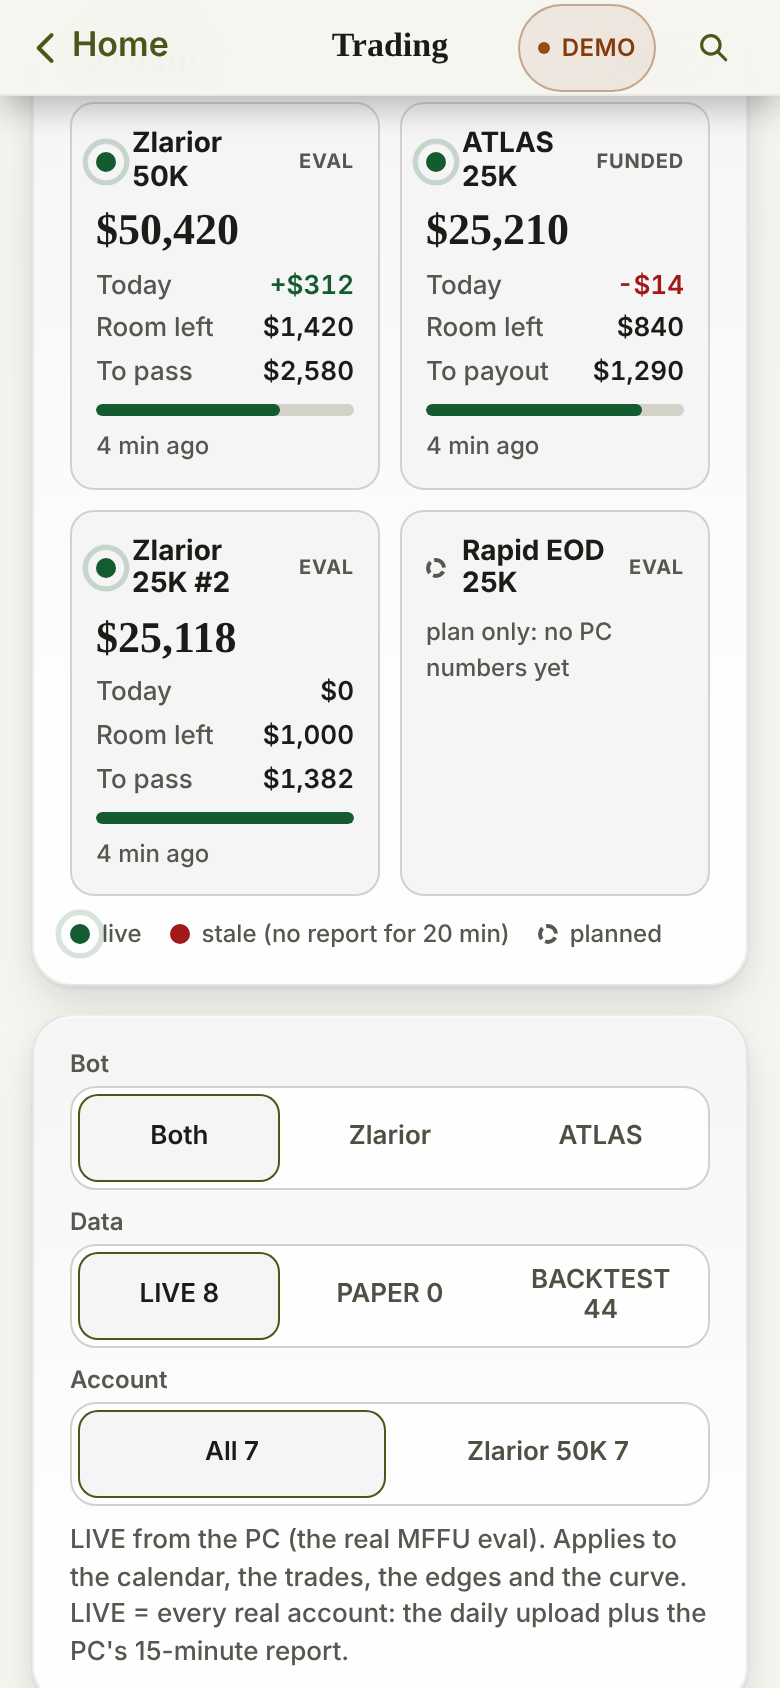 Home
Trading
DEMO
Zlarior
50K
EVAL
$50,420
Today
+$312
Room left
$1,420
To pass
$2,580
4 min ago
ATLAS
25K
FUNDED
$25,210
Today
-$14
Room left
$840
To payout
$1,290
4 min ago
Zlarior
25K #2
EVAL
$25,118
Today
$0
Room left
$1,000
To pass
$1,382
4 min ago
Rapid EOD
25K
EVAL
plan only: no PC
numbers yet
live
stale (no report for 20 min)
planned
Bot
Both
Zlarior
ATLAS
Data
LIVE 8
PAPER 0
BACKTEST
44
Account
All 7
Zlarior 50K 7
LIVE from the PC (the real MFFU eval). Applies to
the calendar, the trades, the edges and the curve.
LIVE = every real account: the daily upload plus the
PC's 15-minute report.